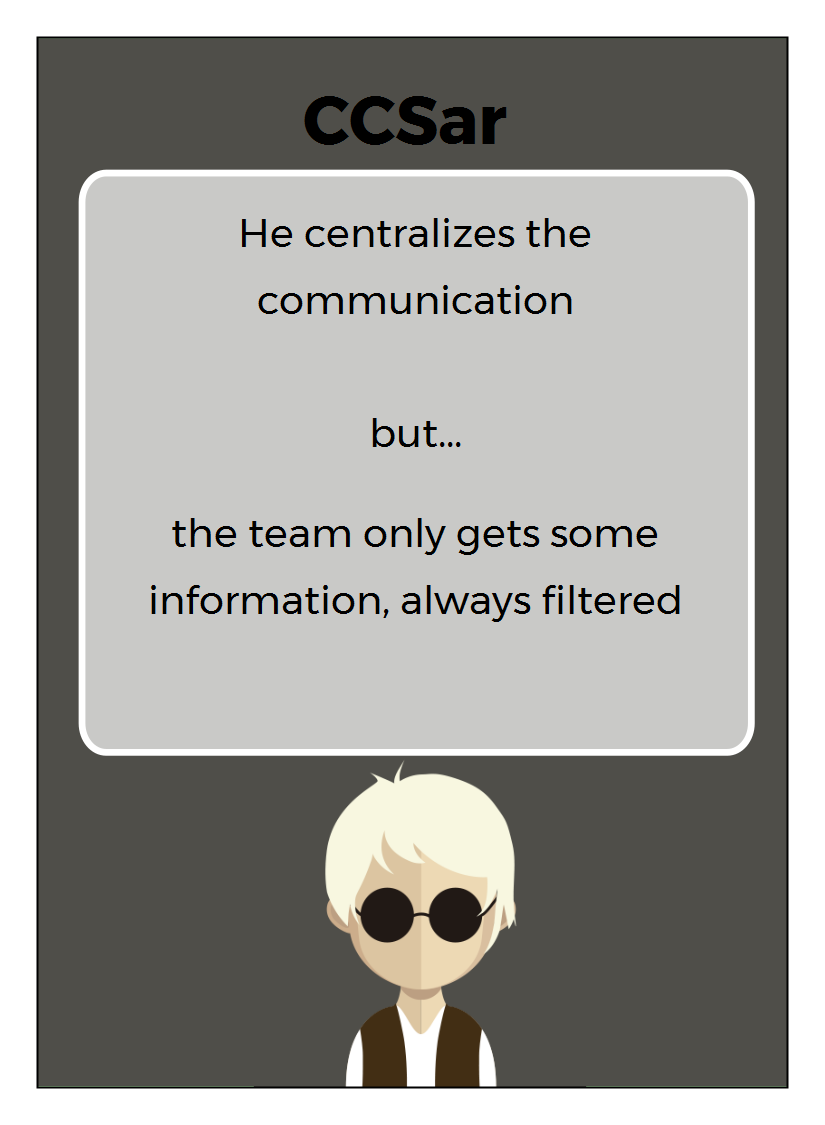 CCSar
He centralizes the
communication
but...
the team only gets some
information, always filtered